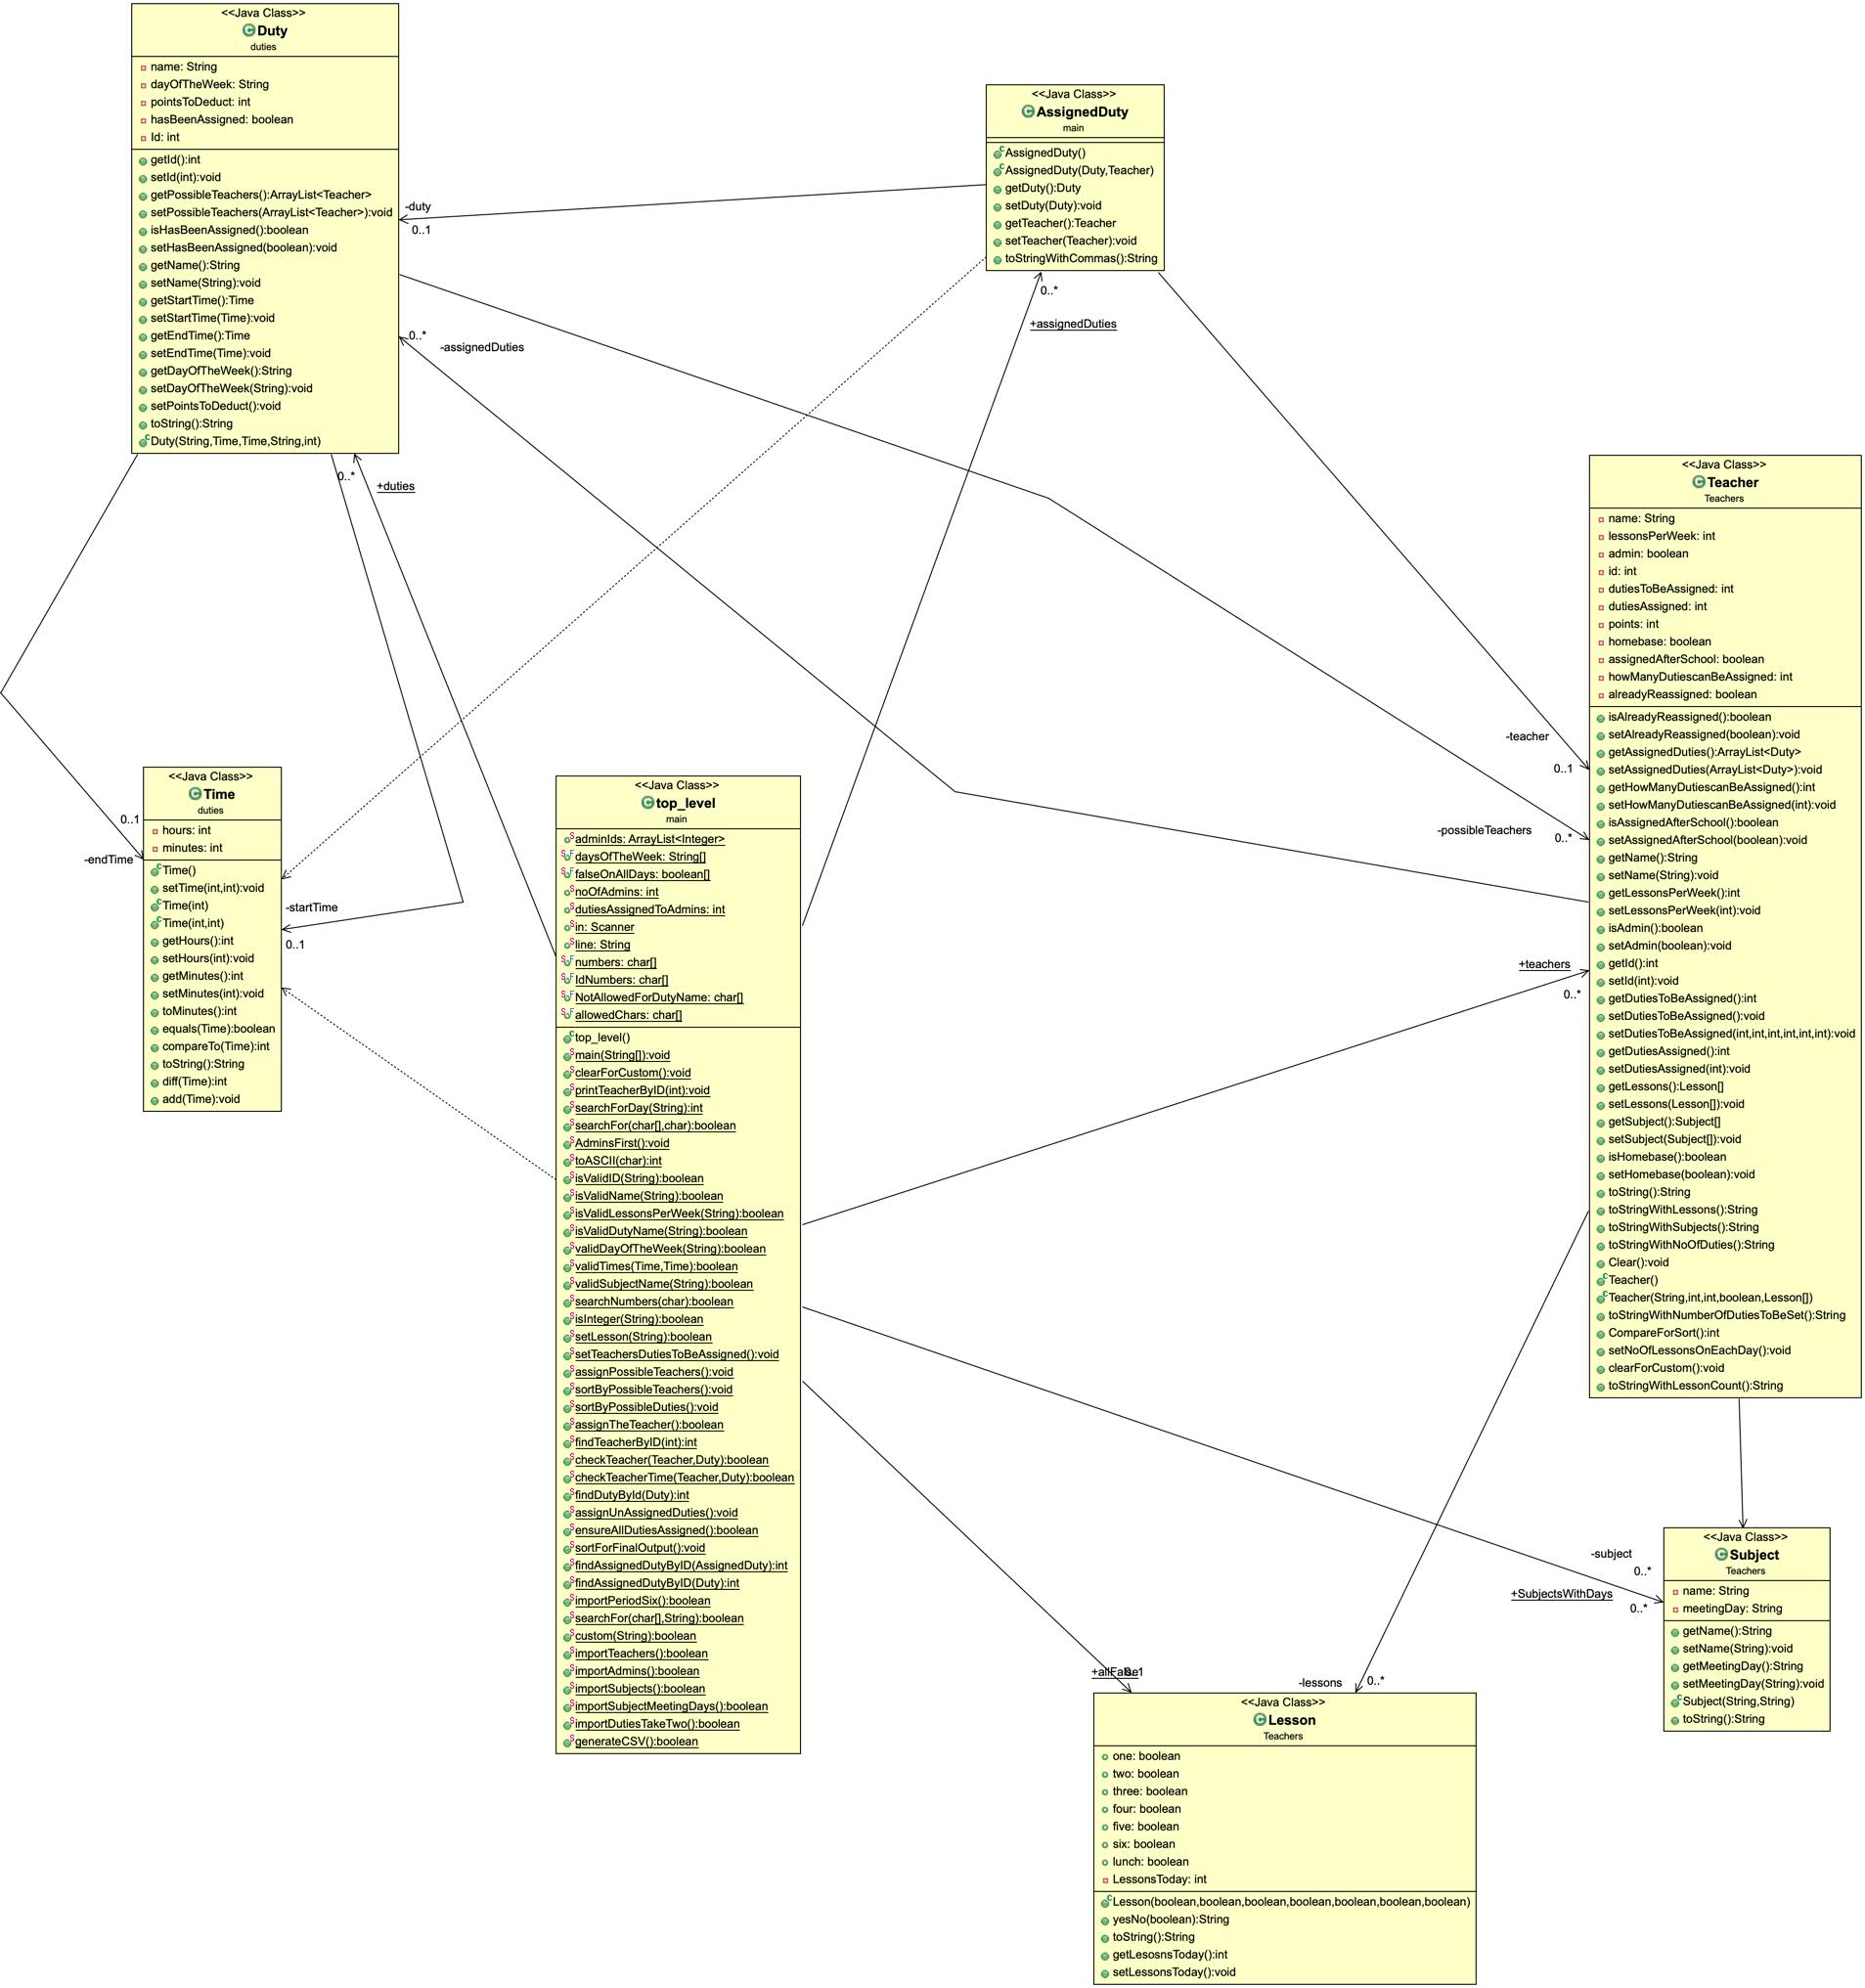 <<Java Class>>
Duty
duties
name: String
dayOfTheWeek: String
pointsToDeduct: int
hasBeenAssigned: boolean
Id: int
getId():int
setId(int):void
getPossibleTeachers():ArrayList<Teacher>
setPossibleTeachers(ArrayList<Teacher>):void
isHasBeenAssigned():boolean
setHasBeenAssigned(boolean):void
getName():String
setName(String):void
getStartTime():Time
setStartTime(Time):void
getEndTime():Time
setEndTime(Time):void
getDayOfTheWeek():String
setDayOfTheWeek(String):void
setPointsToDeduct():void
toString():String
Duty(String,Time,Time,String,int)
<<Java Class>>
AssignedDuty
main
AssignedDuty()
AssignedDuty(Duty,Teacher)
getDuty():Duty
setDuty(Duty):void
getTeacher():Teacher
setTeacher(Teacher):void
toStringWithCommas():String
-duty
0..1
0..*
+assignedDuties
0..*
-assignedDuties
0..*
+duties
<<Java Class>>
Teacher
Teachers
name: String
lessonsPerWeek: int
admin: boolean
id: int
dutiesToBeAssigned: int
dutiesAssigned: int
points: int
homebase: boolean
assignedAfterSchool: boolean
howManyDutiescanBeAssigned: int
alreadyReassigned: boolean
isAlreadyReassigned():boolean
setAlreadyReassigned(boolean):void
getAssignedDuties():ArrayList<Duty>
setAssignedDuties(ArrayList<Duty>):void
getHowManyDutiescanBeAssigned():int
setHowManyDutiescanBeAssigned(int):void
isAssignedAfterSchool():boolean
setAssignedAfterSchool(boolean):void
getName():String
setName(String):void
getLessonsPerWeek():int
setLessonsPerWeek(int):void
isAdmin():boolean
setAdmin(boolean):void
getId():int
setId(int):void
getDutiesToBeAssigned():int
setDutiesToBeAssigned():void
setDutiesToBeAssigned(int,int,int,int,int,int):void
getDutiesAssigned():int
setDutiesAssigned(int):void
getLessons():Lesson[]
setLessons(Lesson[]):void
getSubject():Subject[]
setSubject(Subject[]):void
isHomebase():boolean
setHomebase(boolean):void
toString():String
toStringWithLessons():String
toStringWithSubjects():String
toStringWithNoOfDuties():String
Clear():void
Teacher()
Teacher(String,int,int,boolean,Lesson[])
toStringWithNumberOfDutiesToBeSet():String
CompareForSort():int
setNoOfLessonsOnEachDay():void
clearForCustom():void
toStringWithLessonCount():String
-teacher
0..1
-possibleTeachers
0..*
+teachers
0..*
<<Java Class>>
Time
duties
hours: int
minutes: int
Time()
setTime(int,int):void
Time(int)
Time(int,int)
getHours():int
setHours(int):void
getMinutes():int
setMinutes(int):void
toMinutes():int
equals(Time):boolean
compareTo(Time):int
toString():String
diff(Time):int
add(Time):void
0..1
-endTime
-startTime
0..1
<<Java Class>>
top_level
main
adminIds: ArrayList<Integer>
daysOfTheWeek: String[]
falseOnAllDays: boolean[]
noOfAdmins: int
dutiesAssignedToAdmins: int
in: Scanner
line: String
numbers: char[]
IdNumbers: char[]
NotAllowedForDutyName: char[]
allowedChars: char[]
top_level()
main(String[]):void
clearForCustom():void
printTeacherByID(int):void
searchForDay(String):int
searchFor(char[],char):boolean
AdminsFirst():void
toASCII(char):int
isValidID(String):boolean
isValidName(String):boolean
isValidLessonsPerWeek(String):boolean
isValidDutyName(String):boolean
validDayOfTheWeek(String):boolean
validTimes(Time,Time):boolean
validSubjectName(String):boolean
searchNumbers(char):boolean
isInteger(String):boolean
setLesson(String):boolean
setTeachersDutiesToBeAssigned():void
assignPossibleTeachers():void
sortByPossibleTeachers():void
sortByPossibleDuties():void
assignTheTeacher():boolean
findTeacherByID(int):int
checkTeacher(Teacher,Duty):boolean
checkTeacherTime(Teacher,Duty):boolean
findDutyById(Duty):int
assignUnAssignedDuties():void
ensureAllDutiesAssigned():boolean
sortForFinalOutput():void
findAssignedDutyByID(AssignedDuty):int
findAssignedDutyByID(Duty):int
importPeriodSix():boolean
searchFor(char[],String):boolean
custom(String):boolean
importTeachers():boolean
importAdmins():boolean
importSubjects():boolean
importSubjectMeetingDays():boolean
importDutiesTakeTwo():boolean
generateCSV():boolean
-subject
0..*
+SubjectsWithDays
0..*
<<Java Class>>
Subject
Teachers
name: String
meetingDay: String
getName():String
setName(String):void
getMeetingDay():String
setMeetingDay(String):void
Subject(String,String)
toString():String
+allFalse
0..1
-lessons
0..*
<<Java Class>>
Lesson
Teachers
one: boolean
two: boolean
three: boolean
four: boolean
five: boolean
six: boolean
lunch: boolean
LessonsToday: int
Lesson(boolean,boolean,boolean,boolean,boolean,boolean,boolean)
yesNo(boolean):String
toString():String
getLesosnsToday():int
setLessonsToday():void